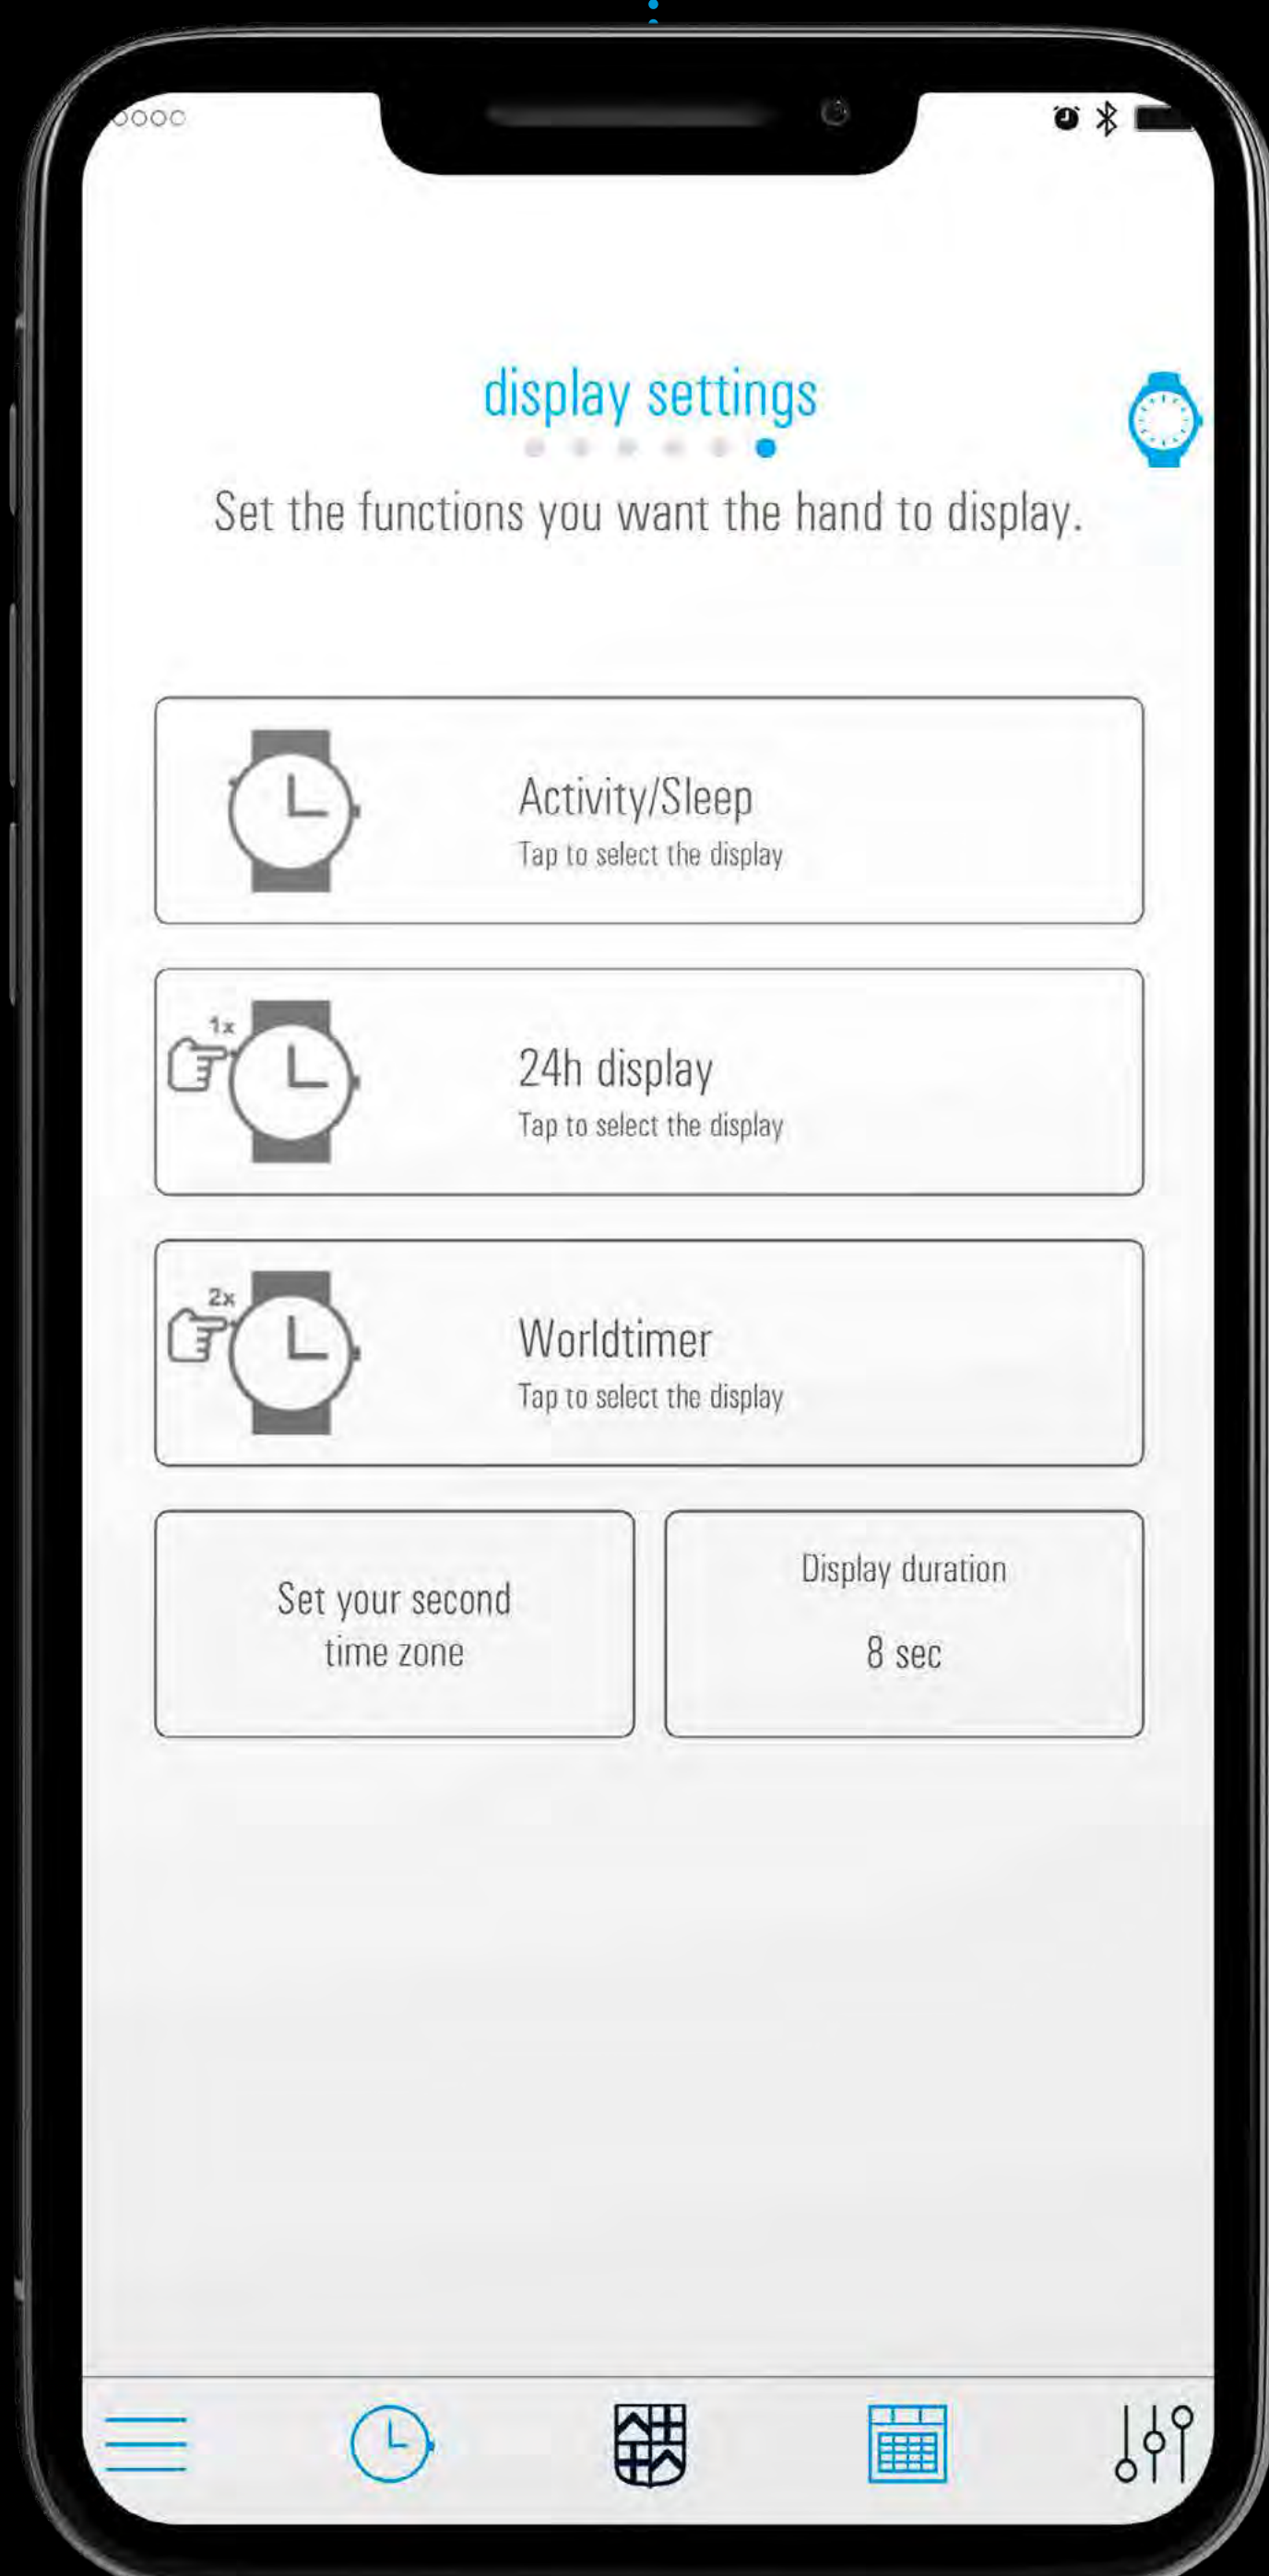 display settings
Set the functions you want the hand to display.
Activity/Sleep
Tap to select the display
1x
24h display
Tap to select the display
2x
Worldtimer
Tap to select the display
Set your second
time zone
Display duration
8 sec